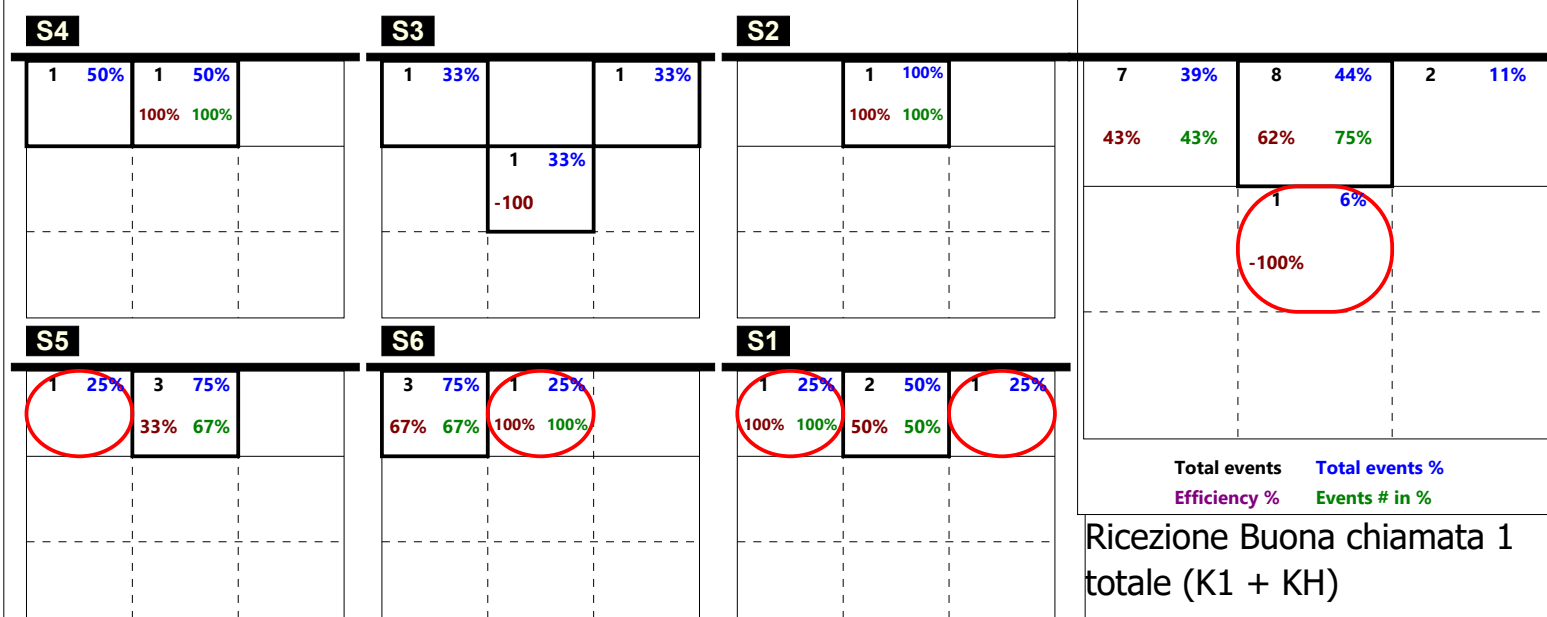 S4 S3 S2
1 50% 1 50% 1 33% 1 33% 1 100% 7 39% 8 44% 2 11%
100% 100% 100% 100%
43% 43% 62% 75%
1 33%
-100
1 6%
-100%
S5 S6 S1
1 25% 3 75% 3 75% 1 25% 1 25% 2 50% 1 25%
33% 67% 67% 67% 100% 100% 100% 100% 50% 50%
Total events Total events %
Efficiency % Events # in %
Ricezione Buona chiamata 1
totale (K1 + KH)